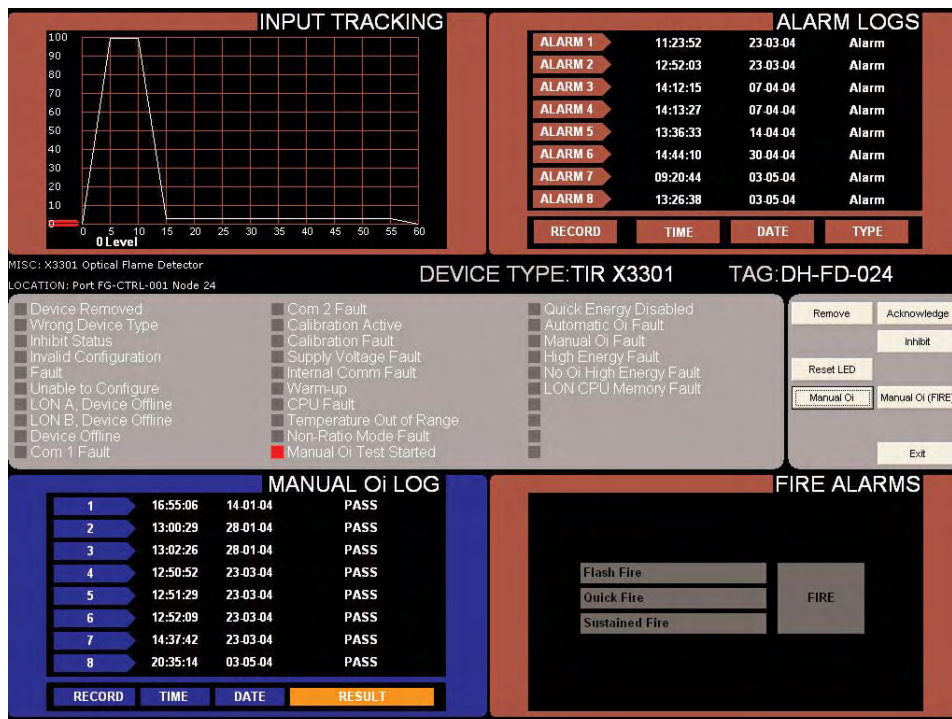 INPUT TRACKING
100
90
80
70
60
50
40
30
20
10
0
0 5 10 15 20 25 30 35 40 45 50 55 60
0 Level
ALARM LOGS
ALARM 1 11:23:52 23-03-04 Alarm
ALARM 2 12:52:03 23-03-04 Alarm
ALARM 3 14:12:15 07-04-04 Alarm
ALARM 4 14:13:27 07-04-04 Alarm
ALARM 5 13:36:33 14-04-04 Alarm
ALARM 6 14:44:10 30-04-04 Alarm
ALARM 7 09:20:44 03-05-04 Alarm
ALARM 8 13:26:38 03-05-04 Alarm
RECORD TIME DATE TYPE
MISC: X3301 Optical Flame Detector
LOCATION: Port FG-CTRL-001 Node 24
DEVICE TYPE:TIR X3301 TAG:DH-FD-024
Device Removed
Wrong Device Type
Inhibit Status
Invalid Configuration
Fault
Unable to Configure
LON A, Device Offline
LON B, Device Offline
Device Offline
Com 1 Fault
Com 2 Fault
Calibration Active
Calibration Fault
Supply Voltage Fault
Internal Comm Fault
Warm-up
CPU Fault
Temperature Out of Range
Non-Ratio Mode Fault
Manual Oi Test Started
Quick Energy Disabled
Automatic Oi Fault
Manual Oi Fault
High Energy Fault
No Oi High Energy Fault
LON CPU Memory Fault
Remove Acknowledge
Inhibit
Reset LED
Manual Oi Manual Oi (FIRE)
Exit
MANUAL Oi LOG
1 16:55:06 14-01-04 PASS
2 13:00:29 28-01-04 PASS
3 13:02:26 28-01-04 PASS
4 12:50:52 23-03-04 PASS
5 12:51:29 23-03-04 PASS
6 12:52:09 23-03-04 PASS
7 14:37:42 23-03-04 PASS
8 20:35:14 03-05-04 PASS
RECORD TIME DATE RESULT
FIRE ALARMS
Flash Fire
Quick Fire
Sustained Fire
FIRE